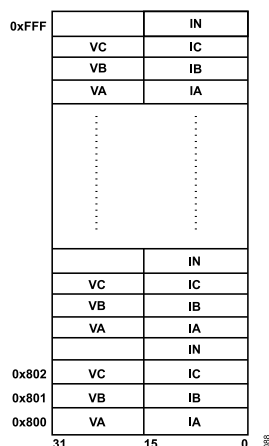 0xFFF IN
VC IC
VB IB
VA IA
IN
VC IC
VB IB
VA IA
IN
0x802 VC IC
0x801 VB IB
0x800 VA IA
31 15 0